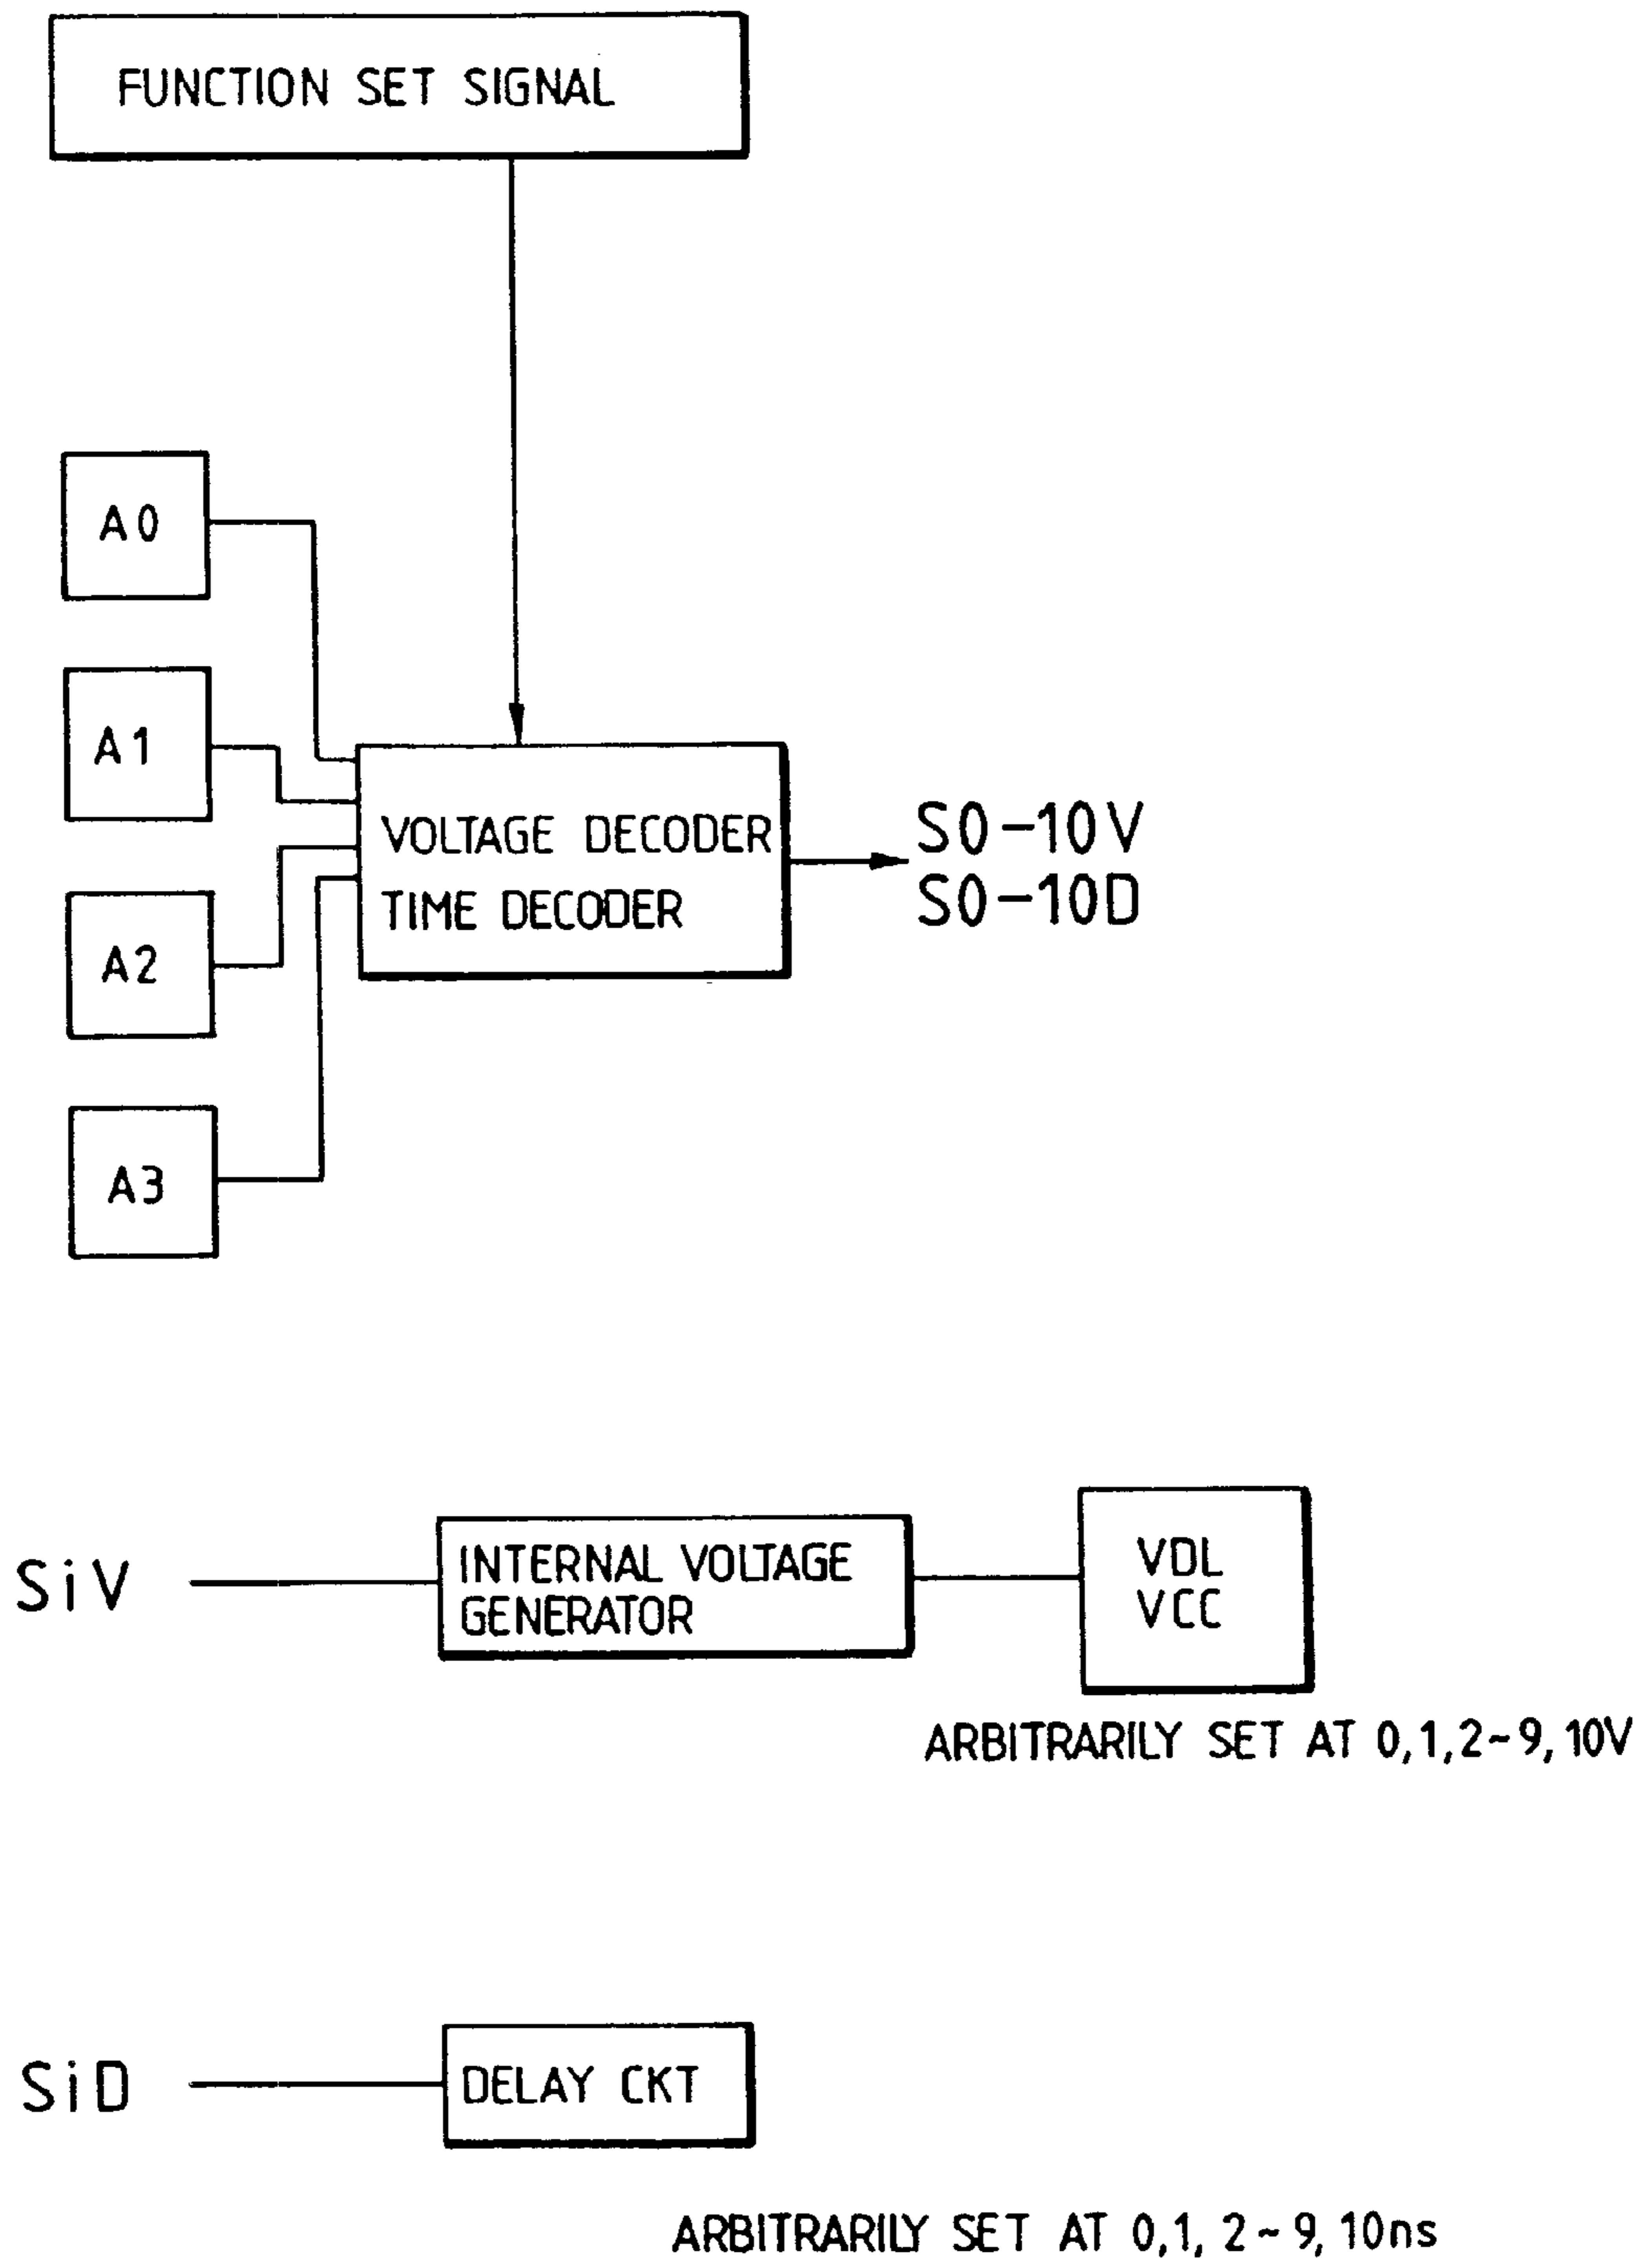 FUNCTION SET SIGNAL
A0
A1
A2
A3
VOLTAGE DECODER
TIME DECODER
S0-10V
S0-10D
SiV
INTERNAL VOLTAGE
GENERATOR
VDL
VCC
ARBITRARILY SET AT 0,1,2~9,10V
SiD
DELAY CKT
ARBITRARILY SET AT 0,1, 2~9,10ns